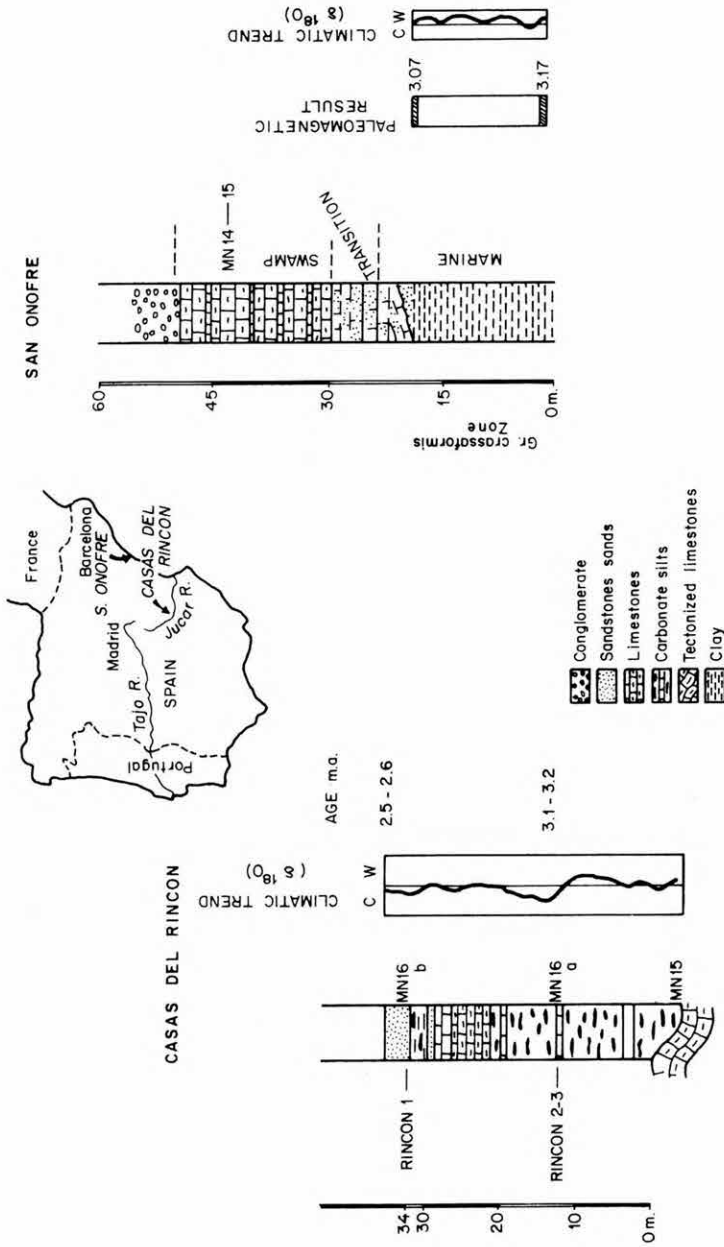 CASAS DEL RINCON
34
30
20
10
0 m.
RINCON 1
RINCON 2-3
MN16
b
MN16
a
MN15
CLIMATIC TREND
(δ 18O)
C W
AGE m.a.
2.5 - 2.6
3.1 - 3.2
France
Barcelona
S. ONOFRE
CASAS DEL
RINCON
Madrid
Tajo R.
Jucar R.
SPAIN
Portugal
Conglomerate
Sandstones sands
Limestones
Carbonate silts
Tectonized limestones
Clay
SAN ONOFRE
60
45
30
15
0 m.
Gr. crassaformis
Zone
MN 14 — 15
SWAMP
TRANSITION
MARINE
PALEOMAGNETIC
RESULT
3.07
3.17
CLIMATIC TREND
(δ 18O)
C W